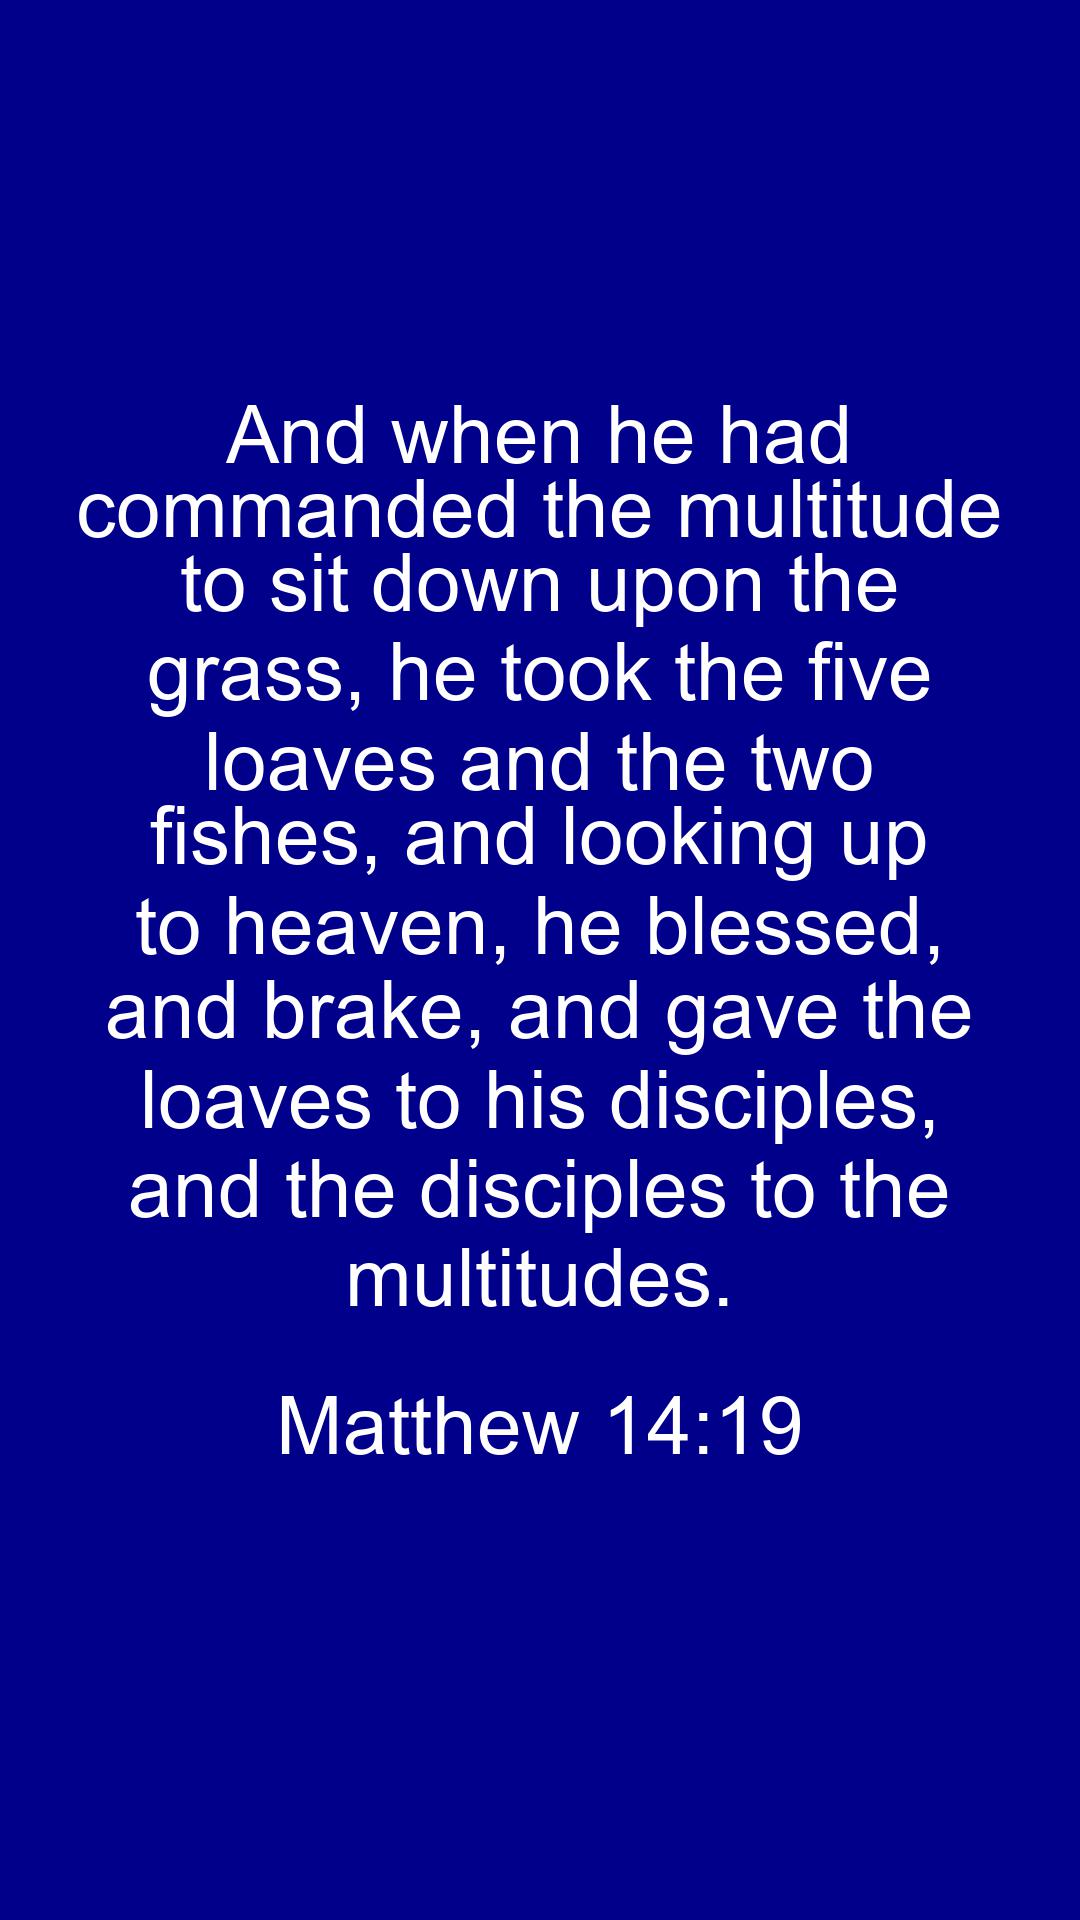 And when he had
commanded the multitude
to sit down upon the
grass, he took the five
loaves and the two
fishes, and looking up
to heaven, he blessed,
and brake, and gave the
loaves to his disciples,
and the disciples to the
multitudes.
Matthew 14:19